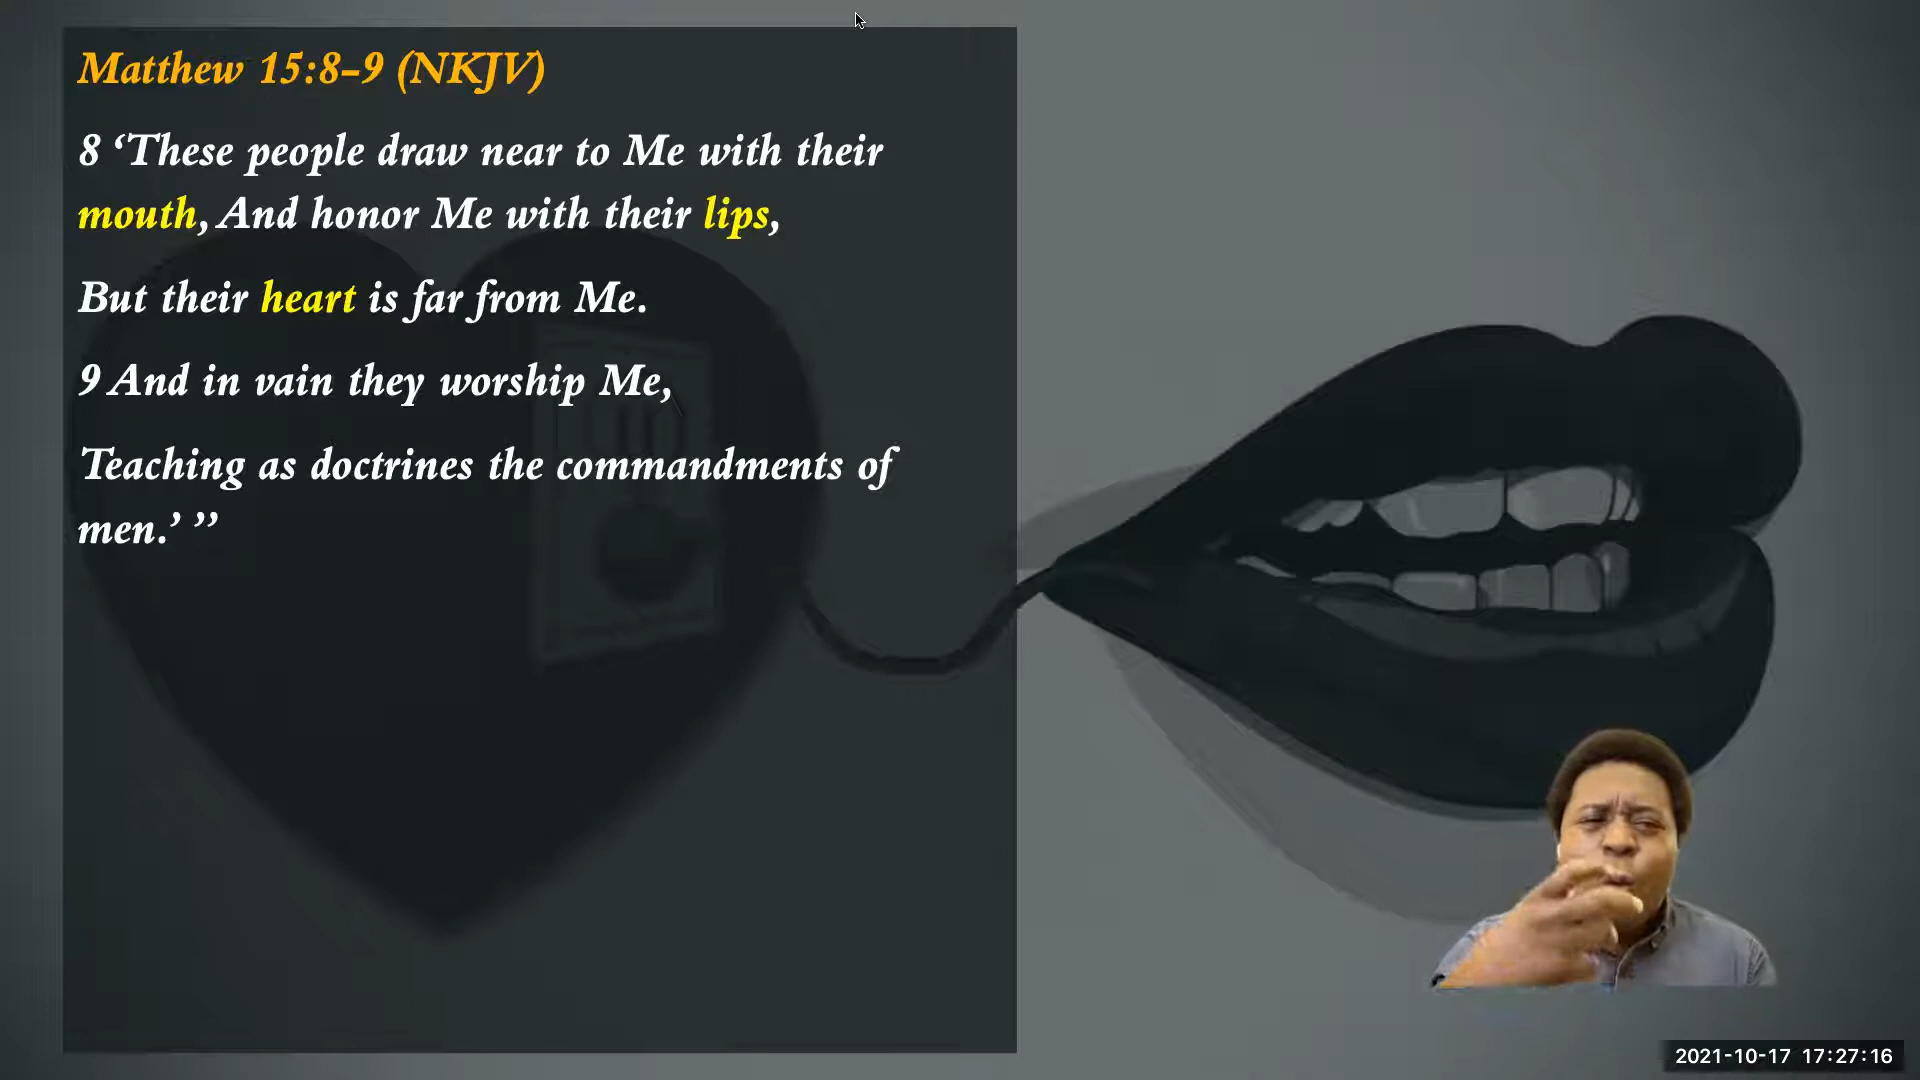 Matthew 15:8-9 (NKJV)
8 ‘These people draw near to Me with their
mouth, And honor Me with their lips,
But their heart is far from Me.
9 And in vain they worship Me,
Teaching as doctrines the commandments of
men.’ ”
2021-10-17 17:27:16